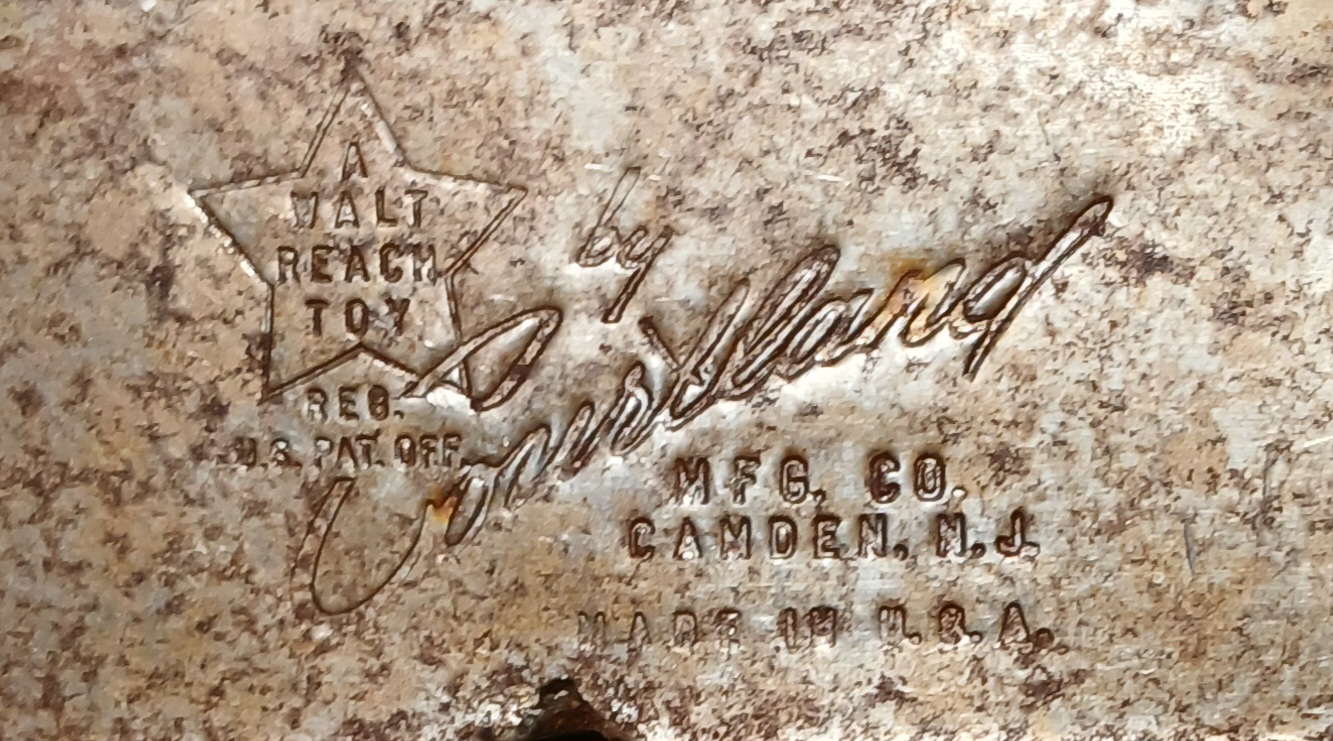 A
WALT
REACH
TOY
REG.
U.S. PAT. OFF.
by
Courtland
MFG. CO.
CAMDEN, N.J.
MADE IN U.S.A.